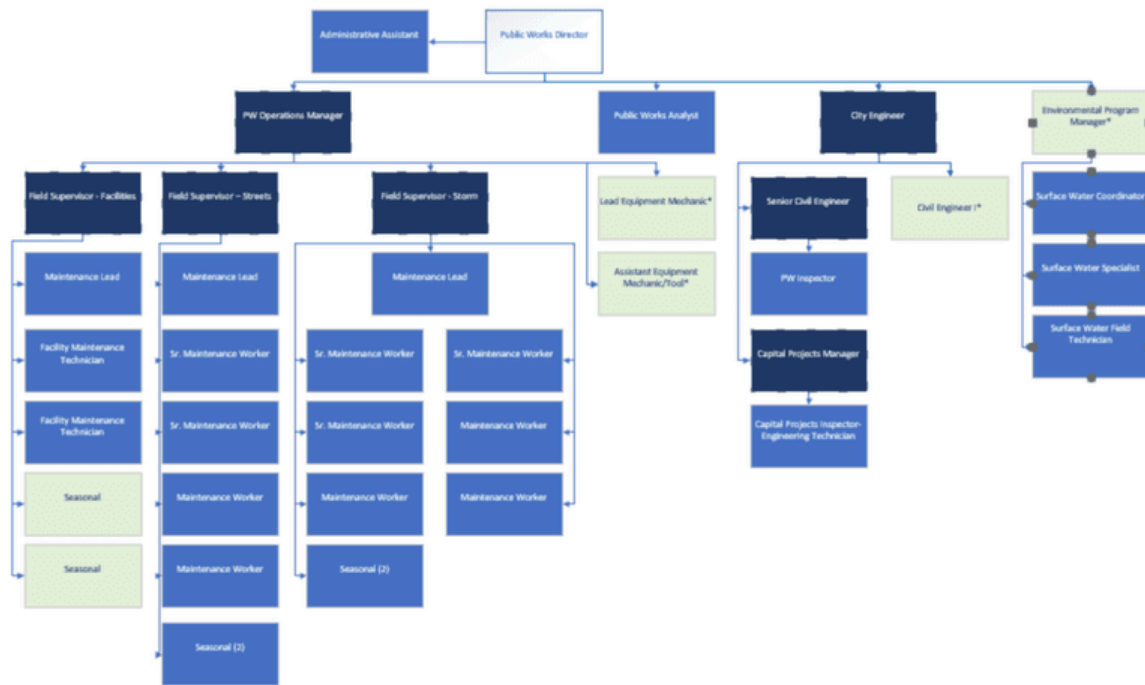 Administrative Assistant
Public Works Director
PW Operations Manager
Public Works Analyst
City Engineer
Environmental Program
Manager*
Field Supervisor - Facilities
Field Supervisor – Streets
Field Supervisor - Storm
Lead Equipment Mechanic*
Senior Civil Engineer
Civil Engineer I*
Surface Water Coordinator
Maintenance Lead
Maintenance Lead
Maintenance Lead
Assistant Equipment
Mechanic/Tool*
PW Inspector
Surface Water Specialist
Facility Maintenance
Technician
Sr. Maintenance Worker
Sr. Maintenance Worker
Sr. Maintenance Worker
Capital Projects Manager
Surface Water Field
Technician
Facility Maintenance
Technician
Sr. Maintenance Worker
Sr. Maintenance Worker
Maintenance Worker
Capital Projects Inspector-
Engineering Technician
Seasonal
Maintenance Worker
Maintenance Worker
Maintenance Worker
Seasonal
Maintenance Worker
Seasonal (2)
Seasonal (2)